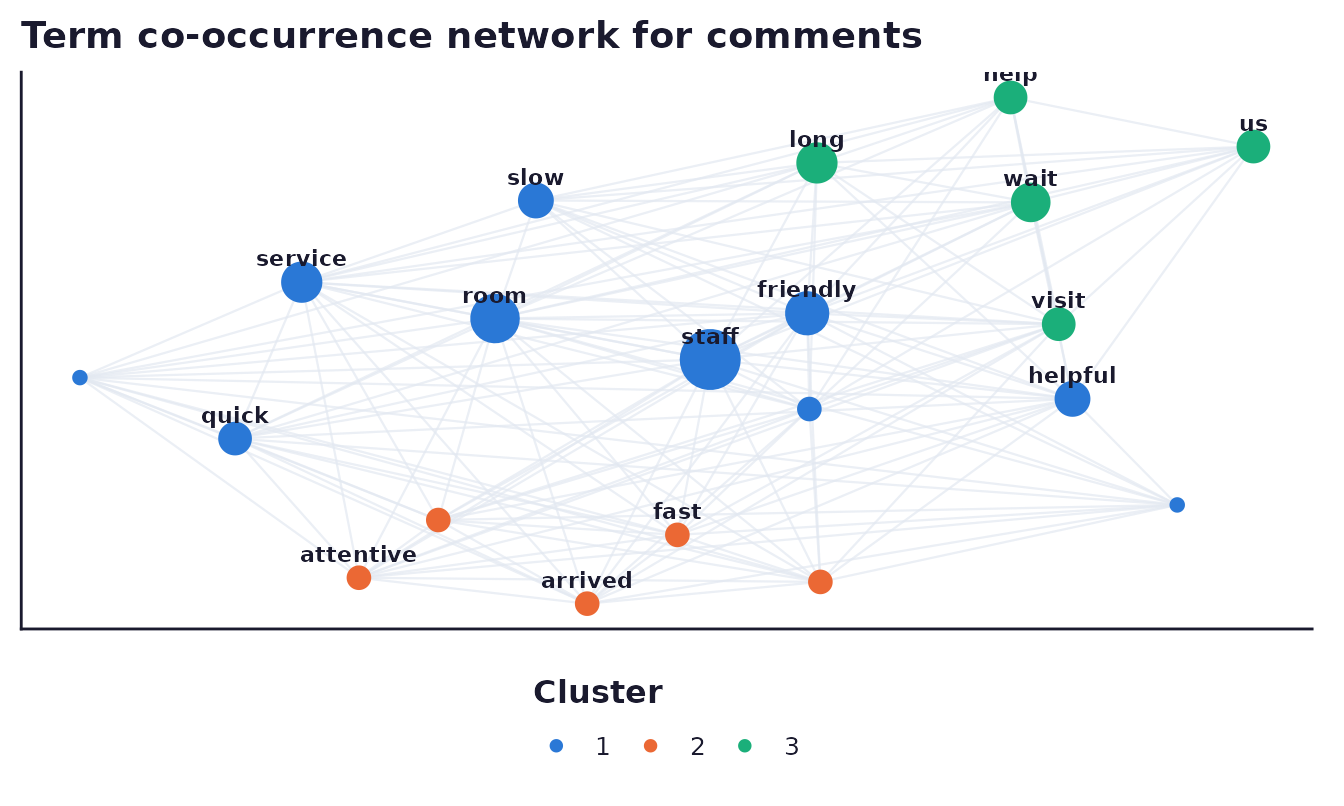 Term co-occurrence network for comments
help
us
long
slow
wait
service
room
friendly
visit
staff
helpful
quick
fast
attentive
arrived
Cluster
1 2 3